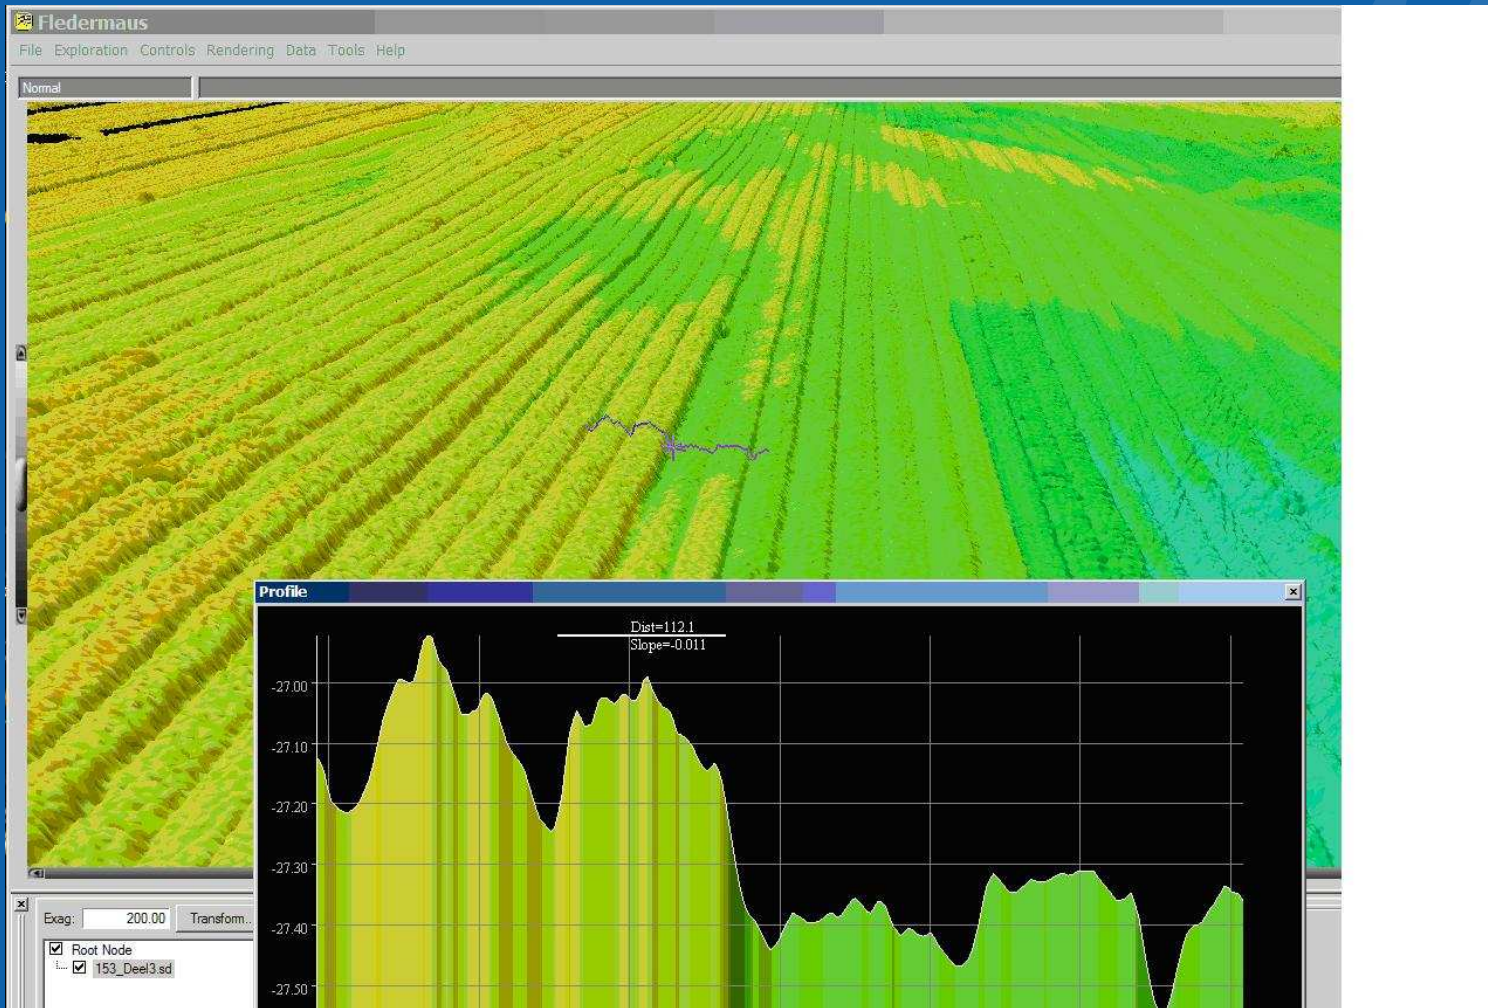 Fledermaus
File Exploration Controls Rendering Data Tools Help
Normal
Profile
Dist=112.1
Slope=-0.011
-27.00
-27.10
-27.20
-27.30
-27.40
-27.50
Exag: 200.00 Transform..
Root Node
153_Deel3.sd